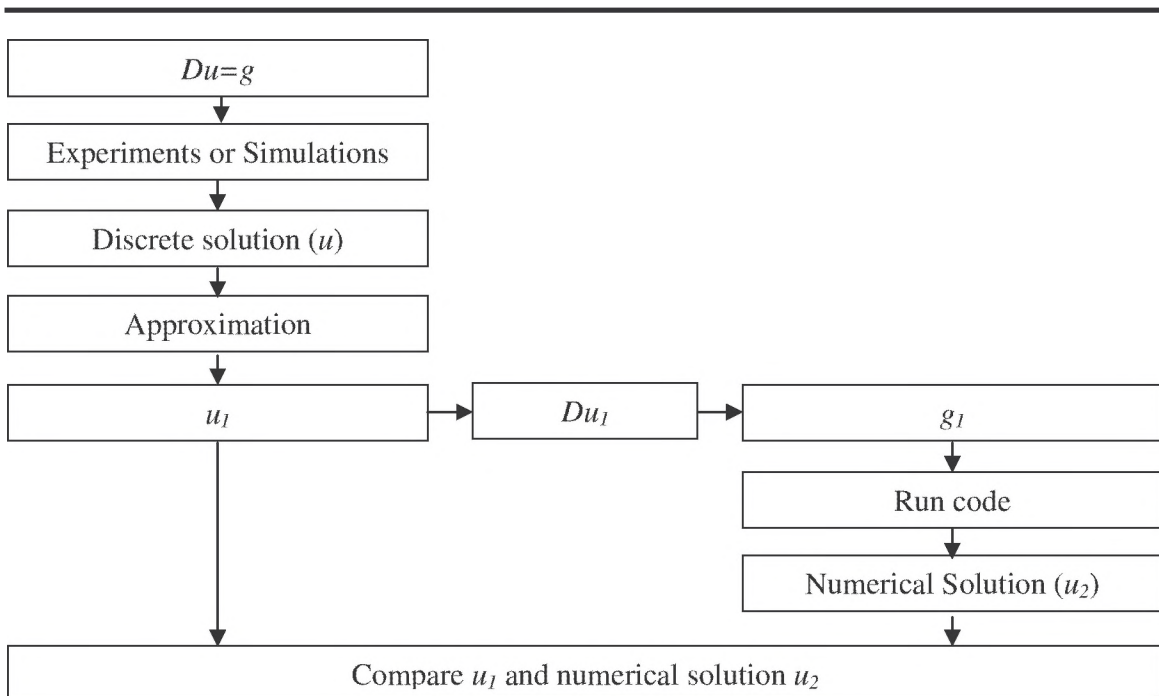 Du=g
Experiments or Simulations
Discrete solution (u)
Approximation
u₁ Du₁ g₁
Run code
Numerical Solution (u₂)
Compare u₁ and numerical solution u₂